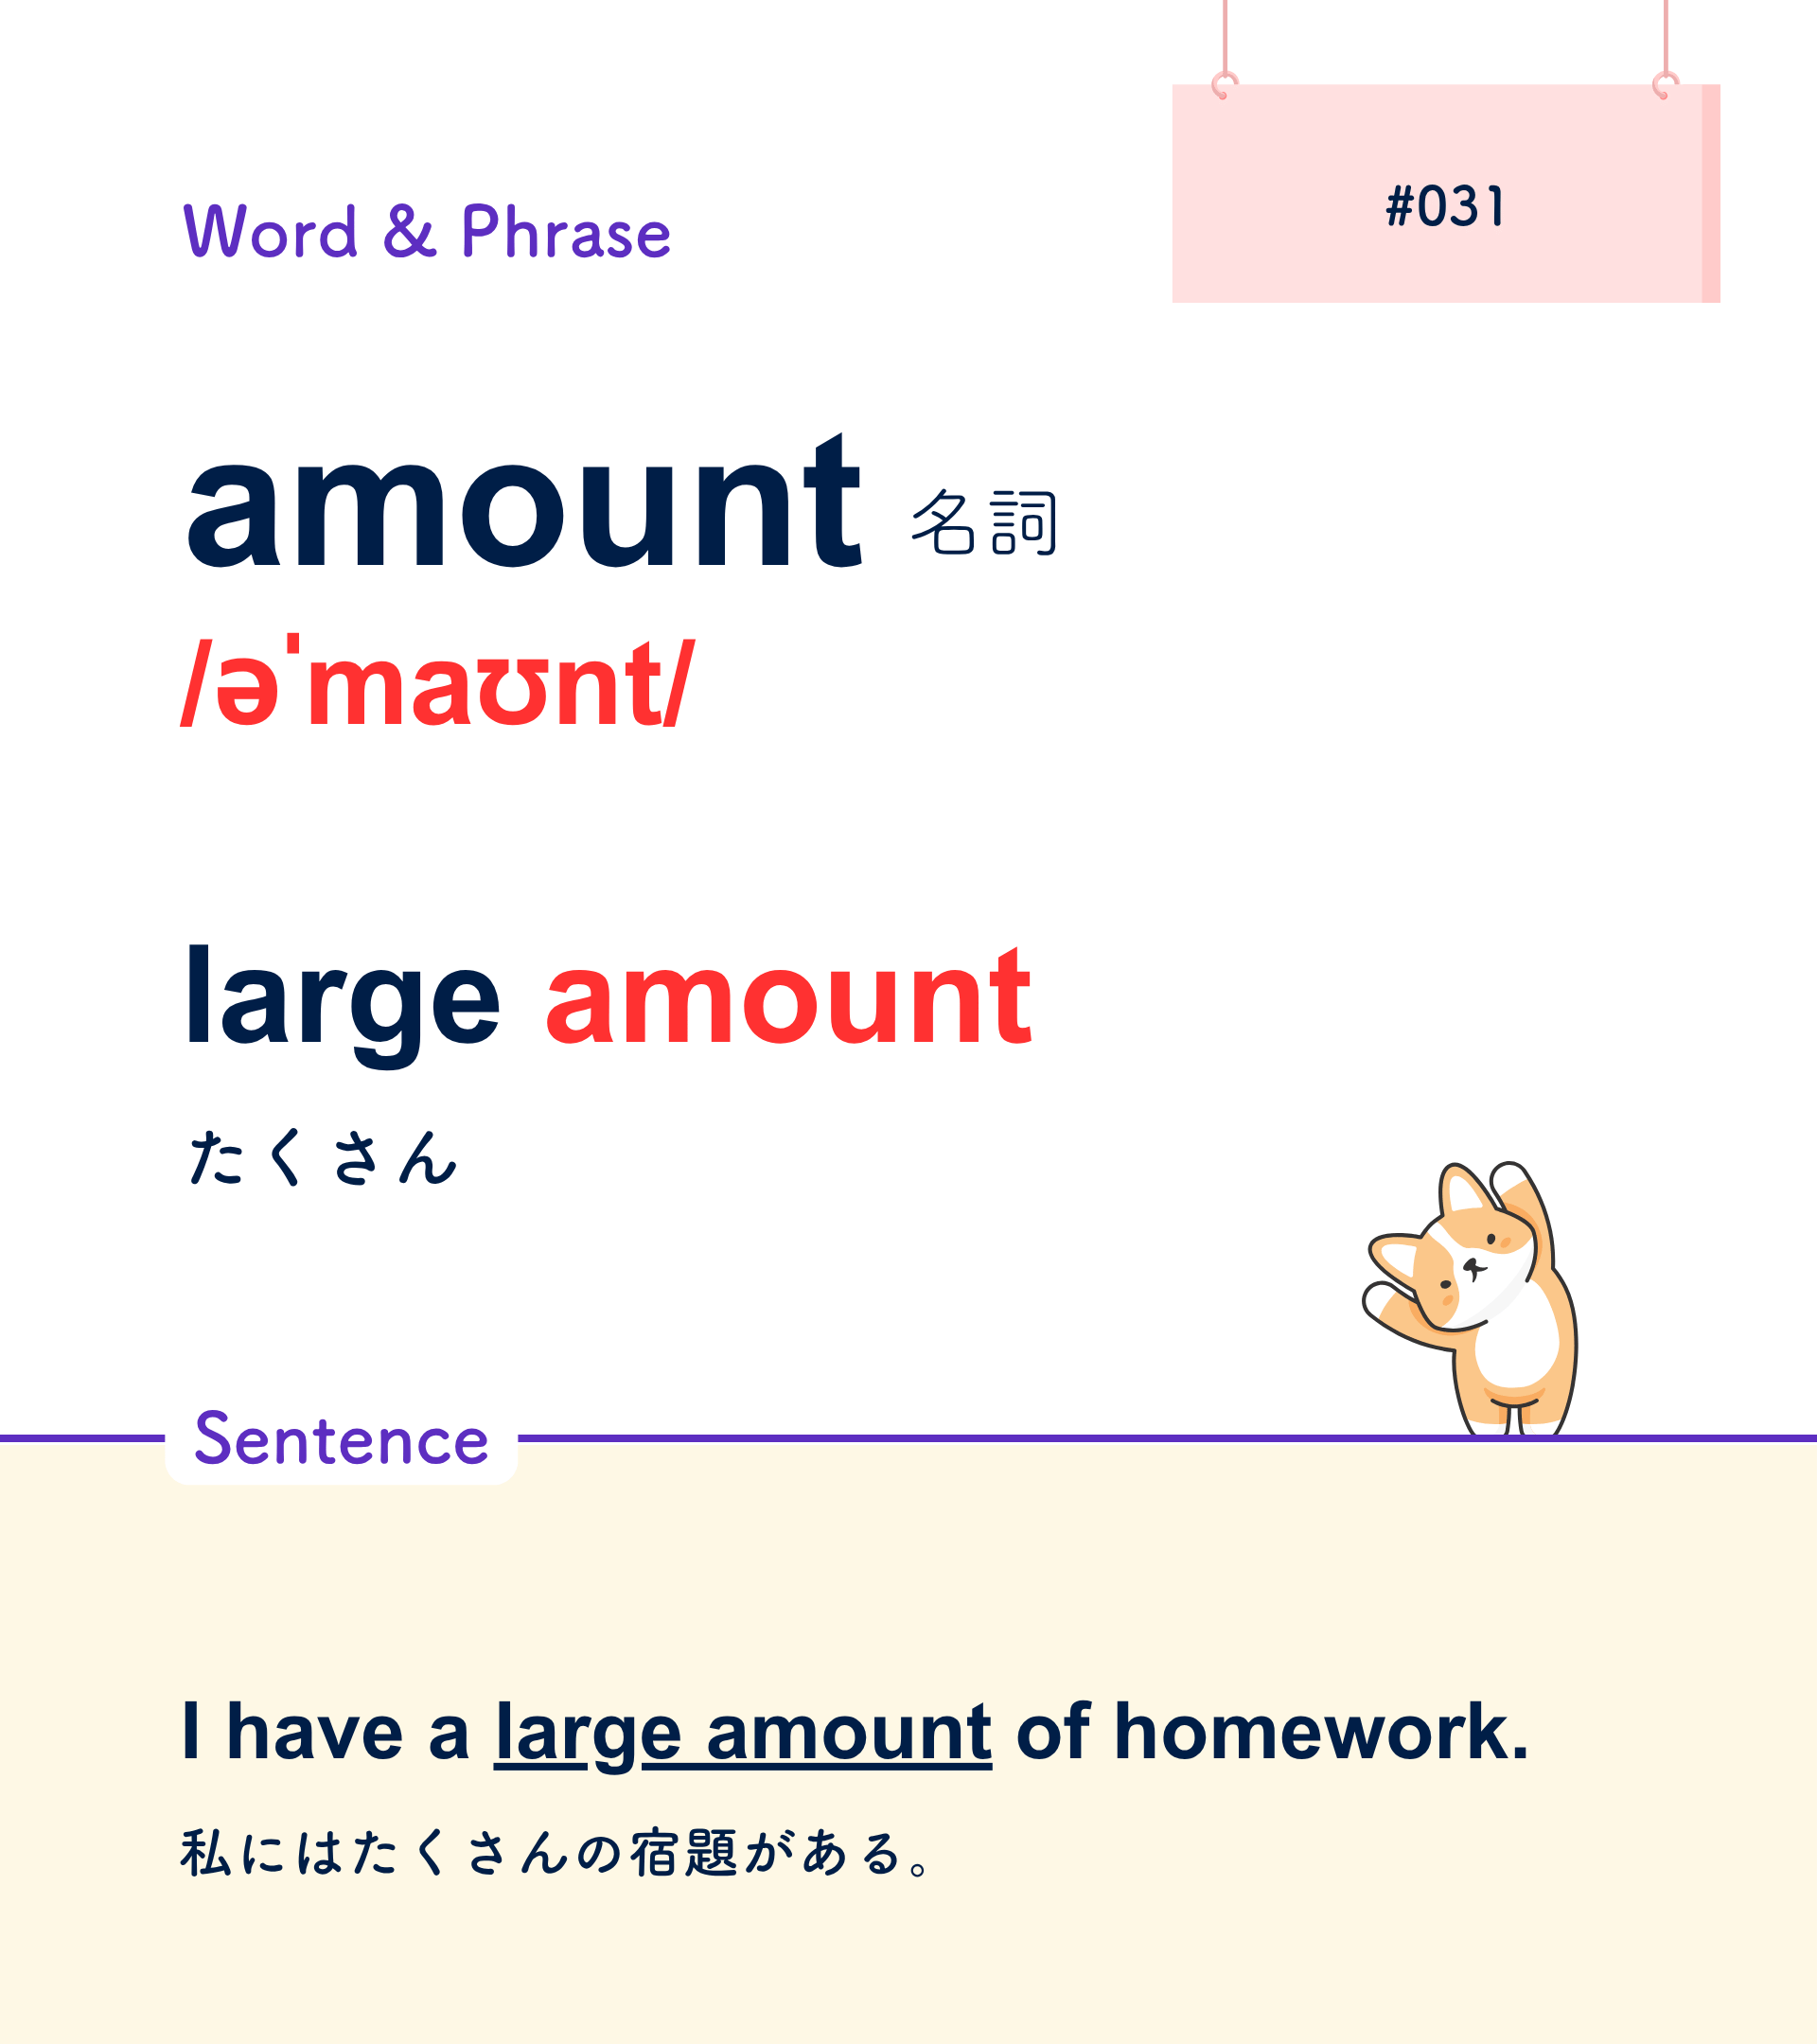 #031
Word & Phrase
amount 名詞
/əˈmaʊnt/
large amount
たくさん
Sentence
I have a large amount of homework.
私にはたくさんの宿題がある。